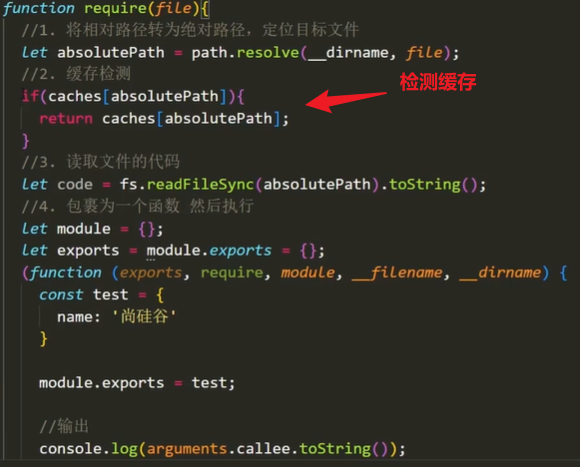 function require(file){
//1. 将相对路径转为绝对路径，定位目标文件
let absolutePath = path.resolve(__dirname, file);
//2. 缓存检测
if(caches[absolutePath]){
检测缓存
return caches[absolutePath];
}
//3. 读取文件的代码
let code = fs.readFileSync(absolutePath).toString();
//4. 包裹为一个函数 然后执行
let module = {};
let exports = module.exports = {};
(function (exports, require, module, __filename, __dirname) {
const test = {
name: '尚硅谷'
}
module.exports = test;
//输出
console.log(arguments.callee.toString());